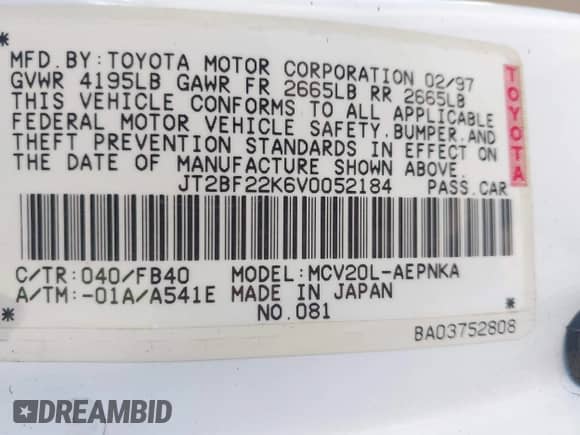 MFD.BY: TOYOTA MOTOR CORPORATION 02/97
GVWR 4195LB GAWR FR 2665LB RR 2665LB
THIS VEHICLE CONFORMS TO ALL APPLICABLE
FEDERAL MOTOR VEHICLE SAFETY.BUMPER.AND
THEFT PREVENTION STANDARDS IN EFFECT ON
THE DATE OF MANUFACTURE SHOWN ABOVE.
JT2BF22K6V0052184 PASS.CAR
TOYOTA
C/TR:040/FB40 MODEL:MCV20L-AEPNKA
A/TM:-01A/A541E MADE IN JAPAN
* NO.081 *
BA03752808
DREAMBID